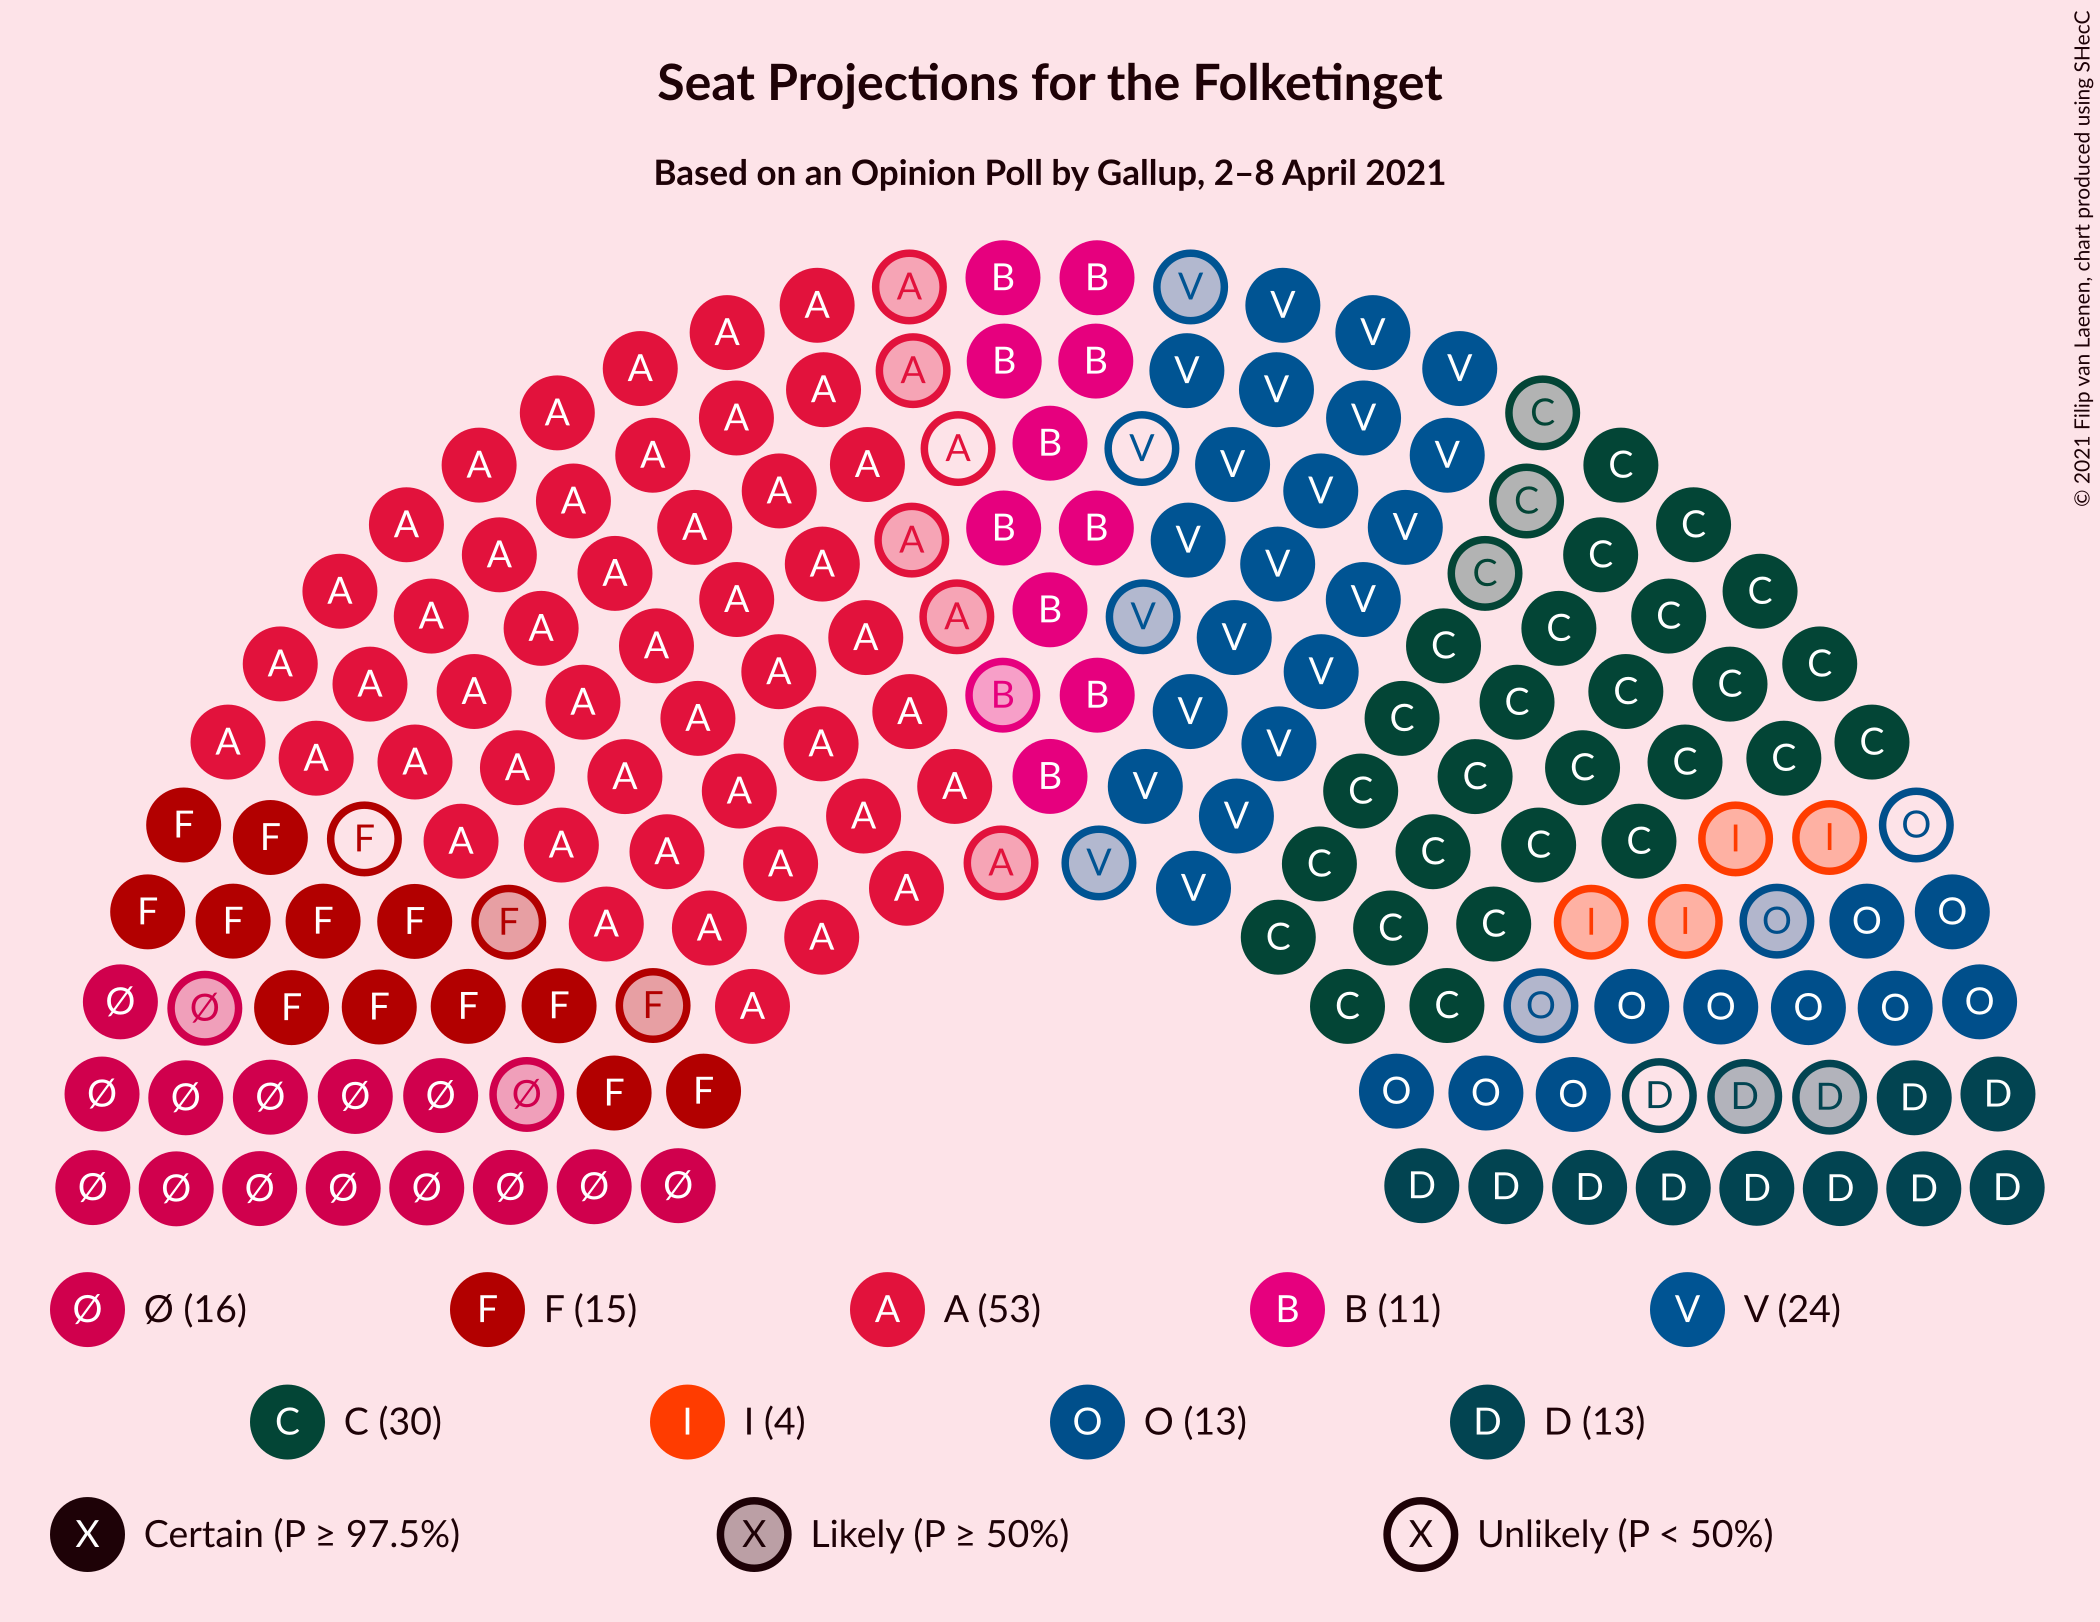 Seat Projections for the Folketinget
Based on an Opinion Poll by Gallup, 2–8 April 2021
© 2021 Filip van Laenen, chart produced using SHecC
A A B B V V
A A A A B B V V V V
A A A A A A B V V V V C C
A A A A A B B V V V C C
A A A A A A A B V V V C C C C
A A A A A A A B B V V C C C C C
A A A A A A A A A A A B V V V C C C C C C C C
F F F A A A A A A V V C C C C I I O
F F F F F A A A A V C C C I I O O O
Ø Ø F F F F F A C C O O O O O O
Ø Ø Ø Ø Ø Ø F F O O O D D D D D
Ø Ø Ø Ø Ø Ø Ø Ø D D D D D D D D
Ø Ø (16) F F (15) A A (53) B B (11) V V (24)
C C (30) I I (4) O O (13) D D (13)
X Certain (P ≥ 97.5%) X Likely (P ≥ 50%) X Unlikely (P < 50%)